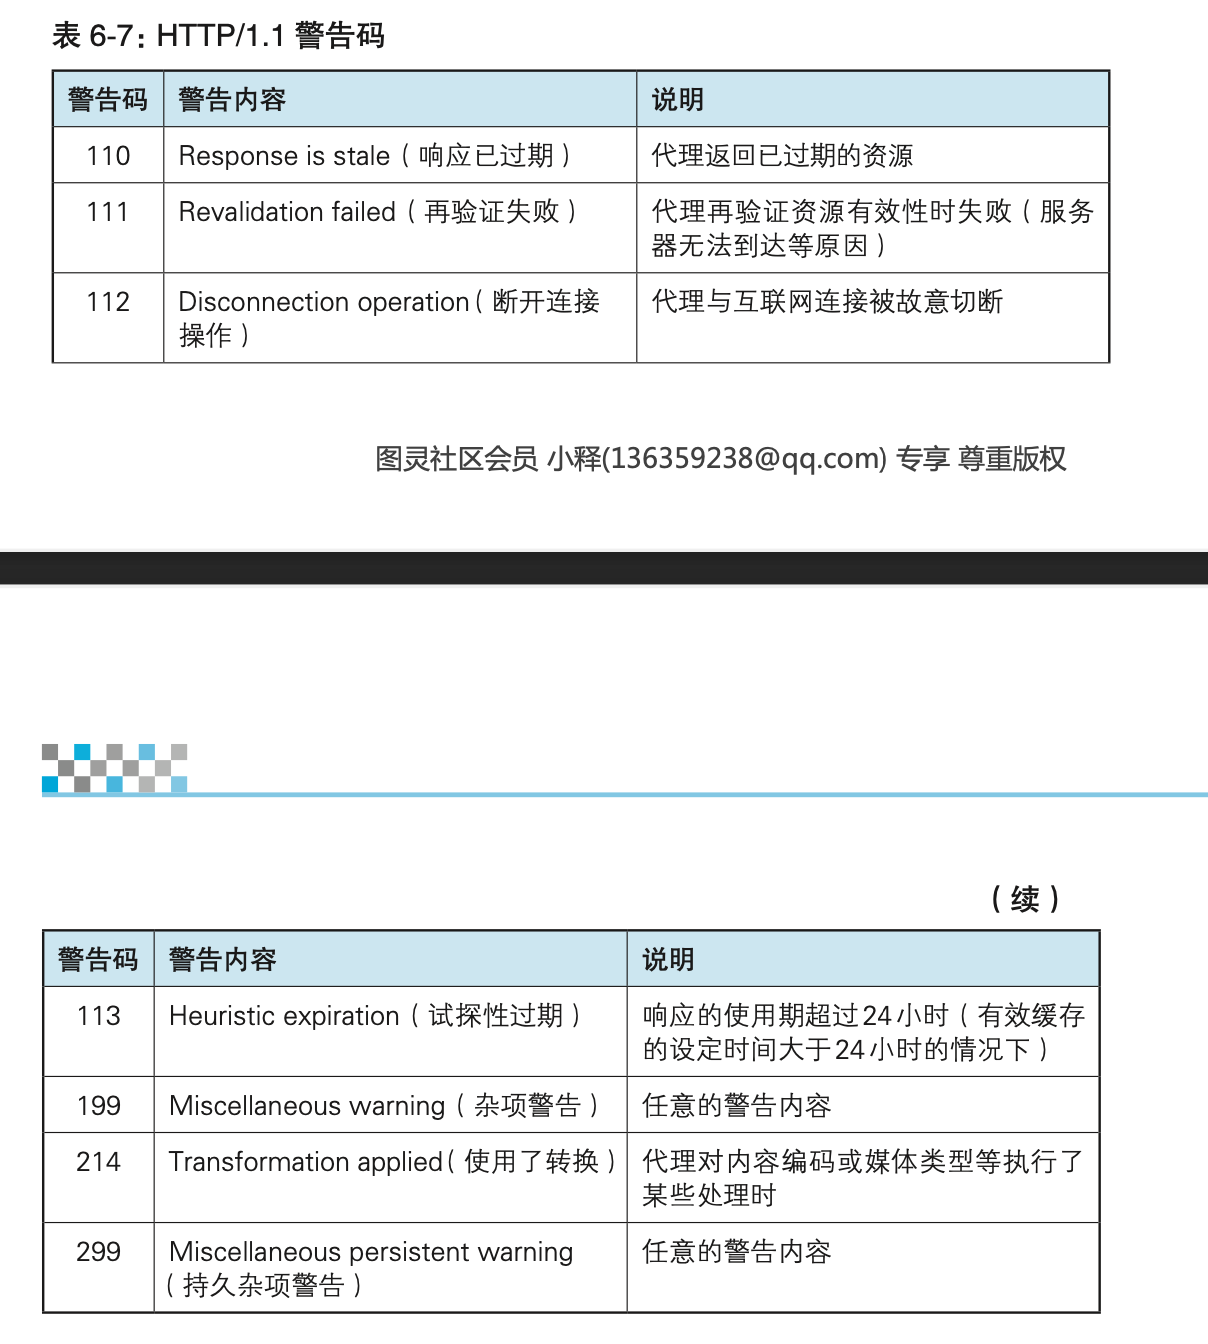 表 6-7：HTTP/1.1 警告码
警告码 警告内容 说明
110 Response is stale（响应已过期） 代理返回已过期的资源
111 Revalidation failed（再验证失败） 代理再验证资源有效性时失败（服务
器无法到达等原因）
112 Disconnection operation（断开连接 代理与互联网连接被故意切断
操作）
图灵社区会员 小释(136359238@qq.com) 专享 尊重版权
（续）
警告码 警告内容 说明
113 Heuristic expiration（试探性过期） 响应的使用期超过24小时（有效缓存
的设定时间大于24小时的情况下）
199 Miscellaneous warning（杂项警告） 任意的警告内容
214 Transformation applied（使用了转换） 代理对内容编码或媒体类型等执行了
某些处理时
299 Miscellaneous persistent warning 任意的警告内容
（持久杂项警告）